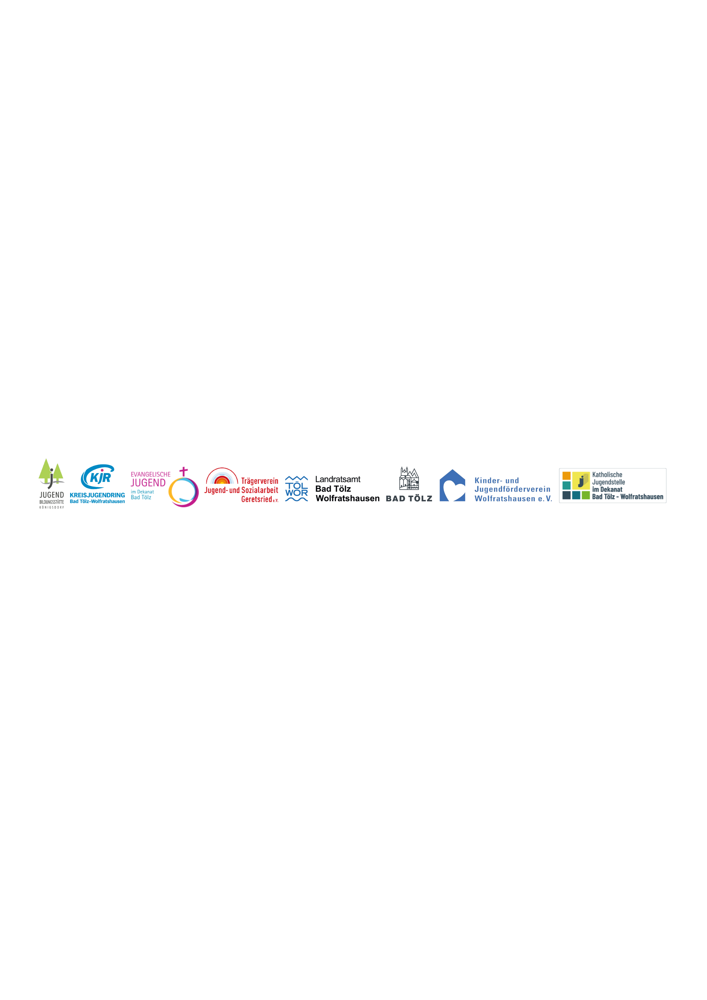 JUGEND
BILDUNGSSTÄTTE
KÖNIGSDORF
KJR
KREISJUGENDRING
Bad Tölz-Wolfratshausen
EVANGELISCHE
JUGEND
im Dekanat
Bad Tölz
Trägerverein
Jugend- und Sozialarbeit
Geretsried e.V.
TÖL
WOR
Landratsamt
Bad Tölz
Wolfratshausen
BAD TÖLZ
Kinder- und
Jugendförderverein
Wolfratshausen e.V.
j
Katholische
Jugendstelle
im Dekanat
Bad Tölz - Wolfratshausen